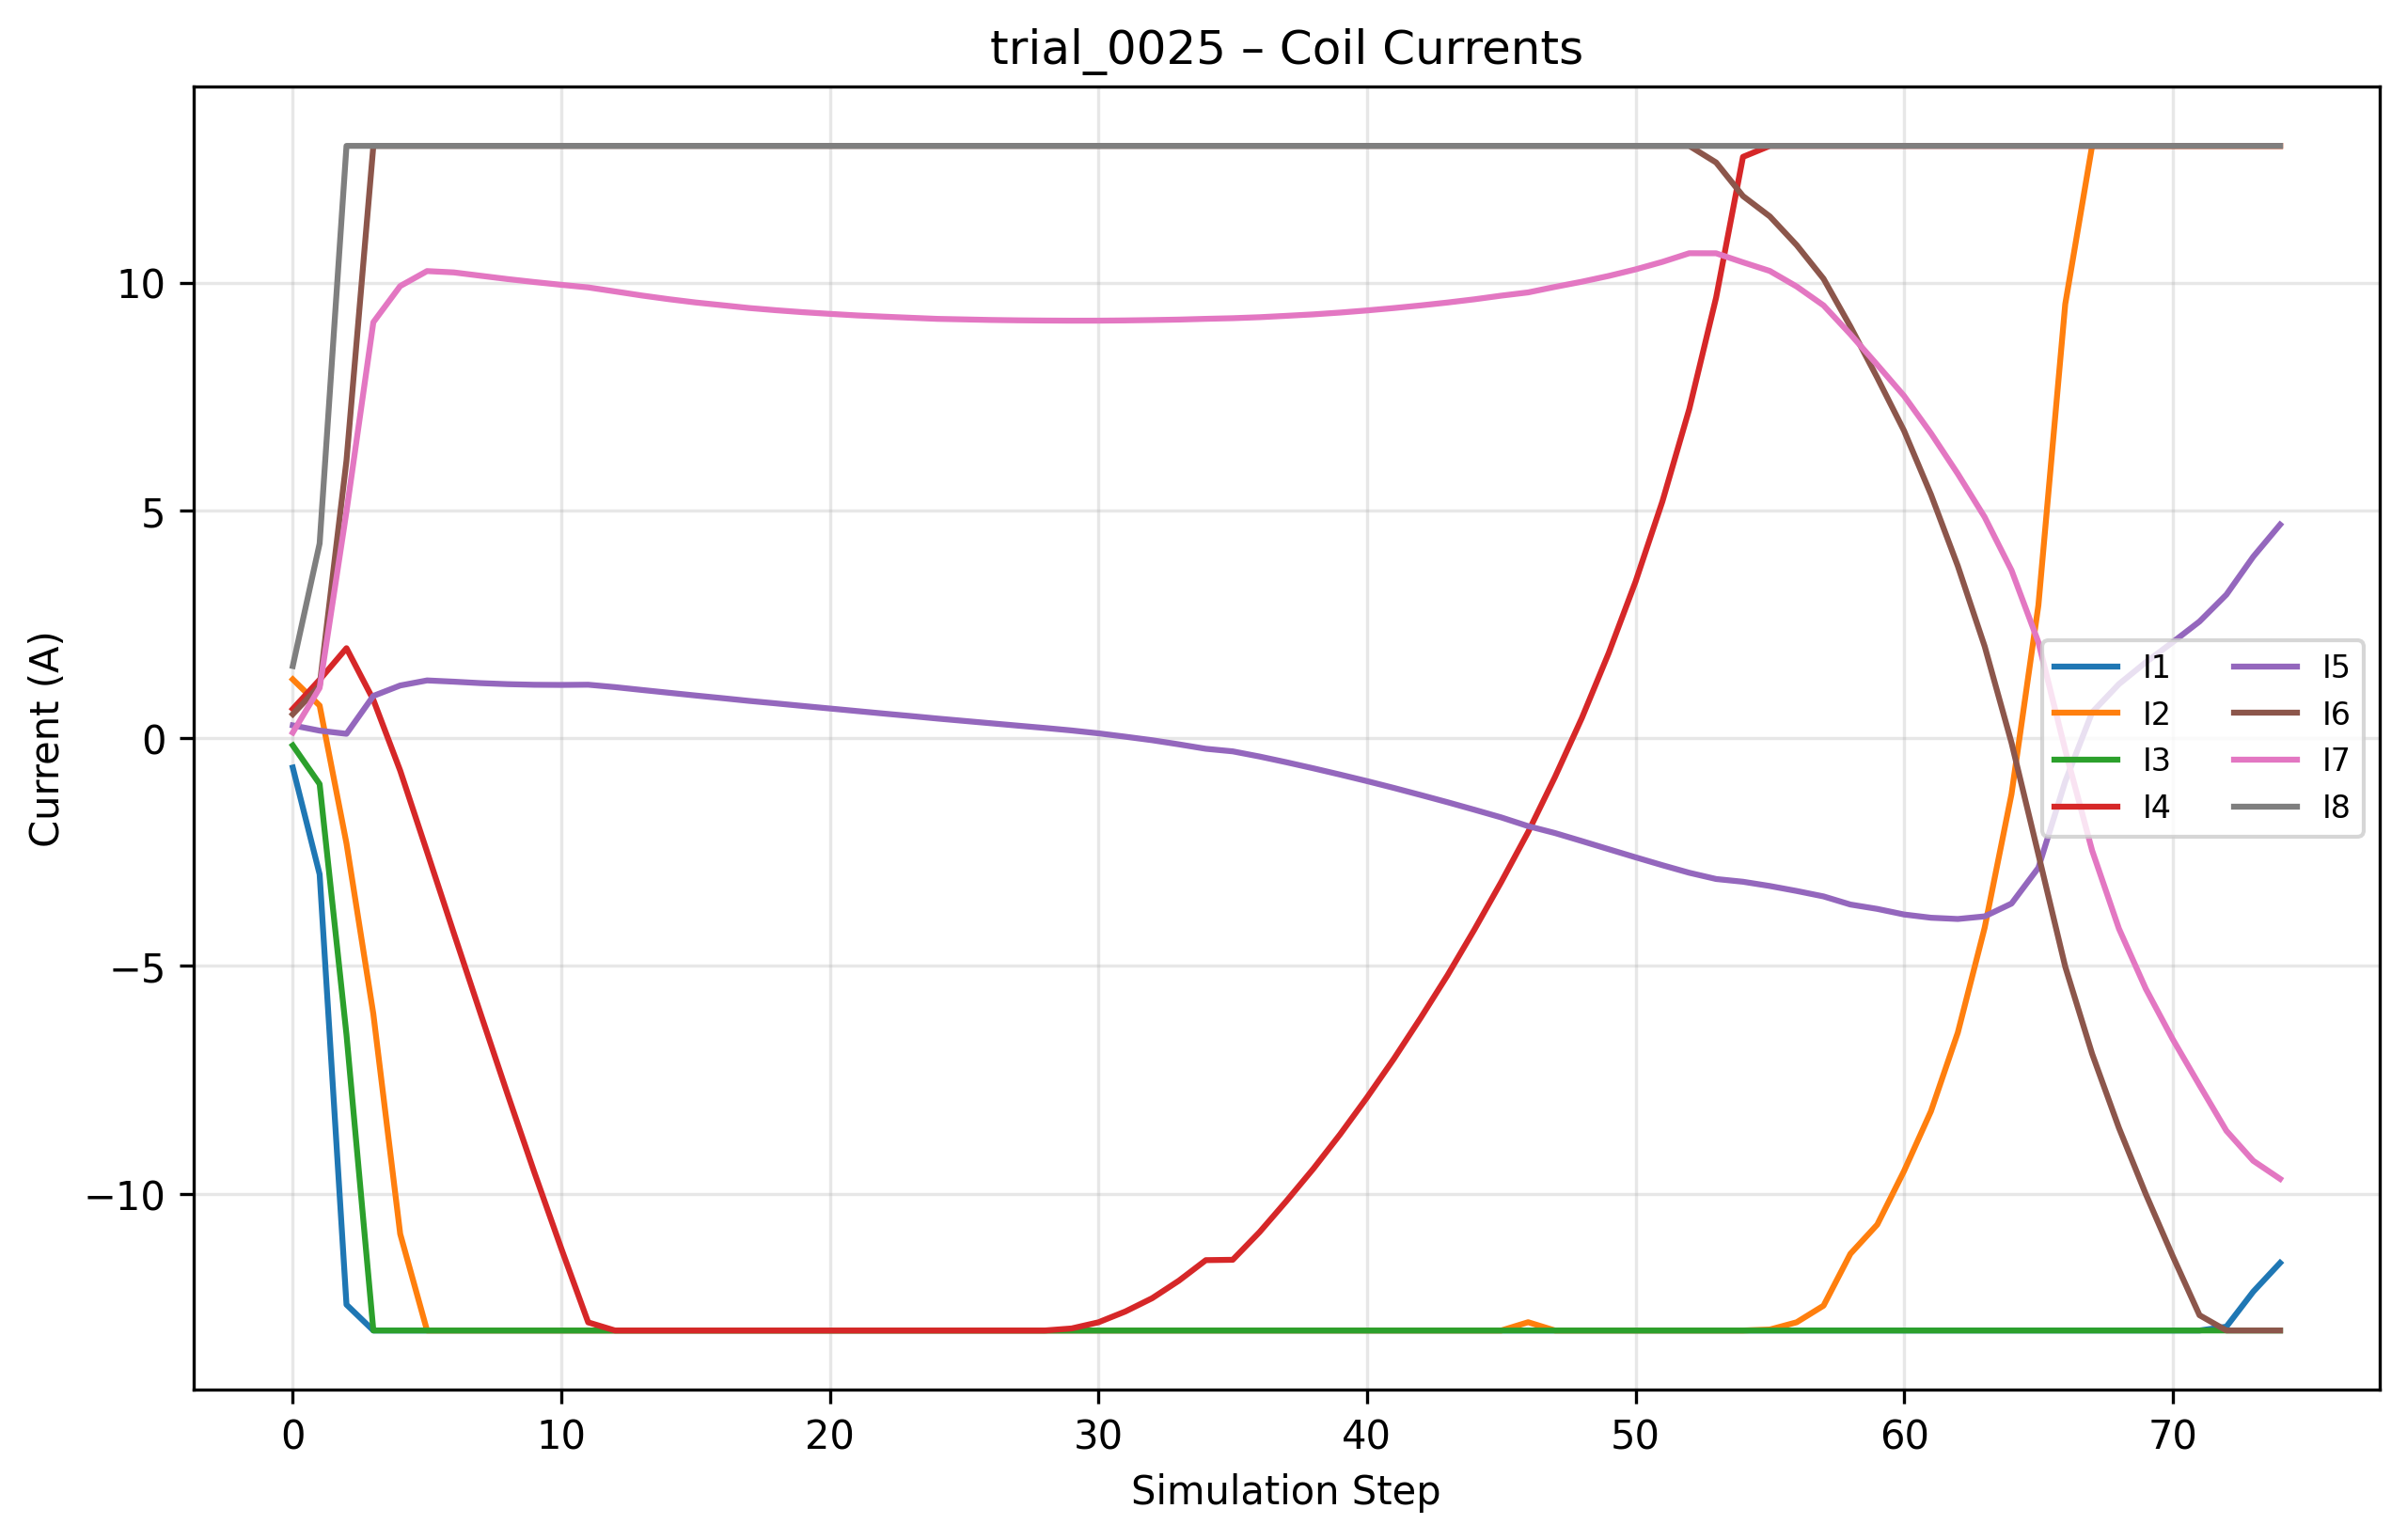 trial_0025 – Coil Currents
Current (A)
10
5
0
−5
−10
0 10 20 30 40 50 60 70
Simulation Step
I1 I5
I2 I6
I3 I7
I4 I8